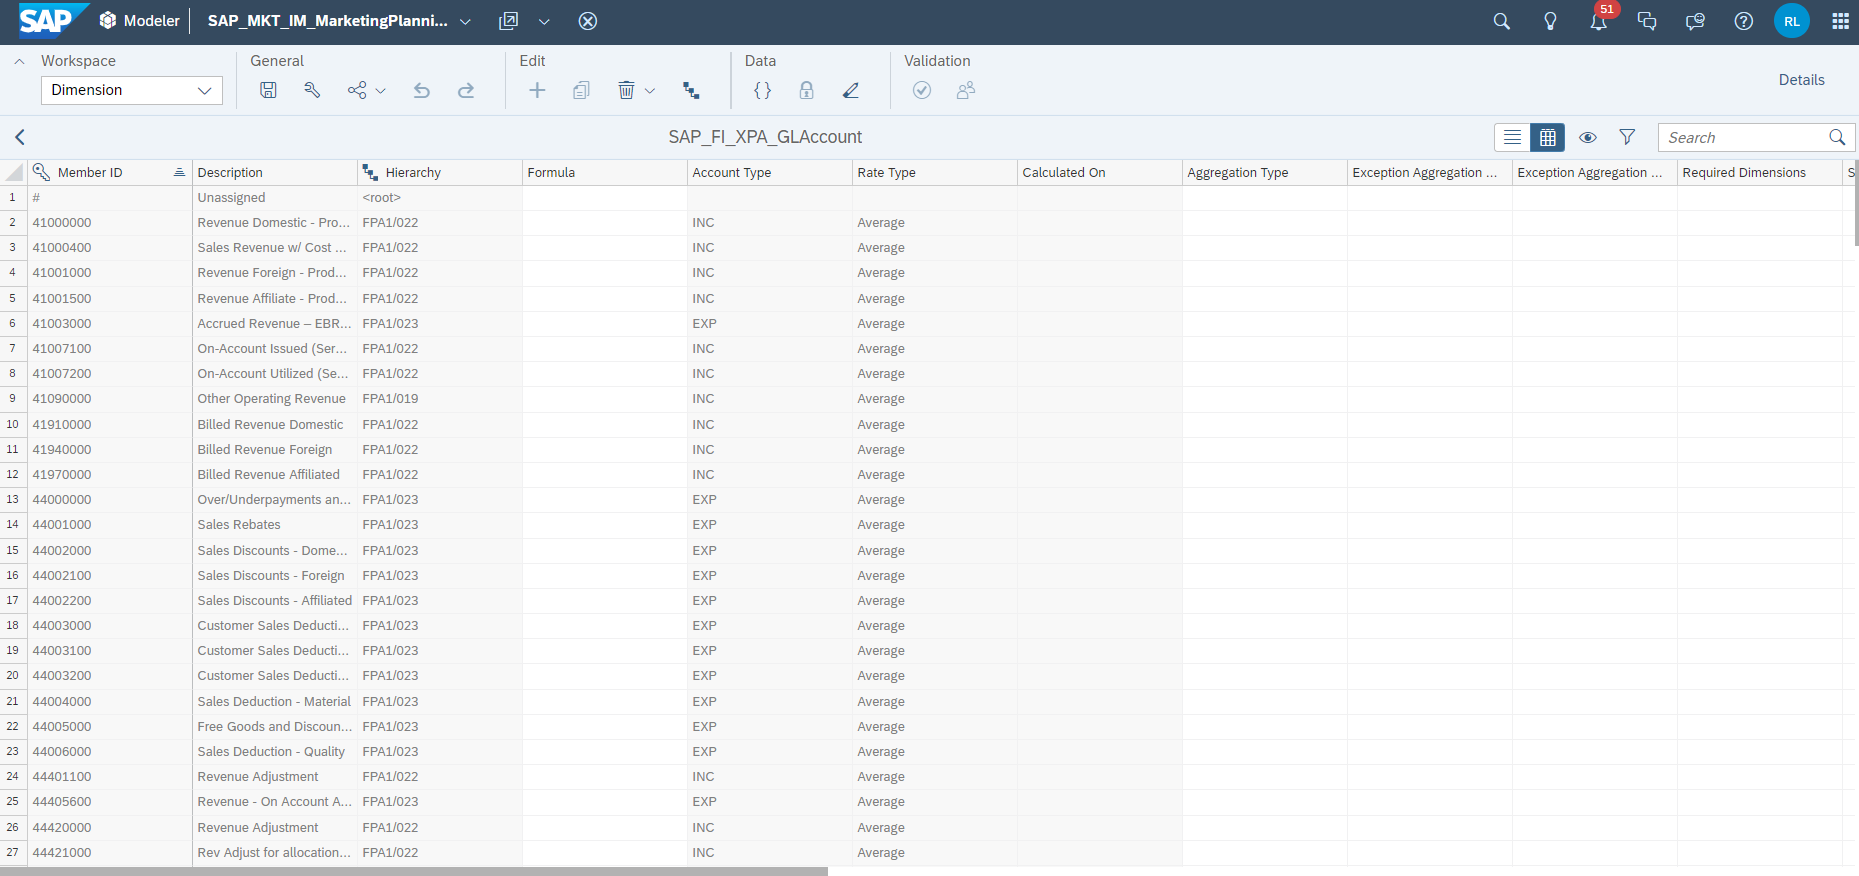 SAP Modeler SAP_MKT_IM_MarketingPlanni... 51 RL
Workspace General Edit Data Validation
Dimension Details
SAP_FI_XPA_GLAccount Search
Member ID Description Hierarchy Formula Account Type Rate Type Calculated On Aggregation Type Exception Aggregation ... Exception Aggregation ... Required Dimensions S
1 # Unassigned <root>
2 41000000 Revenue Domestic - Pro... FPA1/022 INC Average
3 41000400 Sales Revenue w/ Cost ... FPA1/022 INC Average
4 41001000 Revenue Foreign - Prod... FPA1/022 INC Average
5 41001500 Revenue Affiliate - Prod... FPA1/022 INC Average
6 41003000 Accrued Revenue – EBR... FPA1/023 EXP Average
7 41007100 On-Account Issued (Ser... FPA1/022 INC Average
8 41007200 On-Account Utilized (Se... FPA1/022 INC Average
9 41090000 Other Operating Revenue FPA1/019 INC Average
10 41910000 Billed Revenue Domestic FPA1/022 INC Average
11 41940000 Billed Revenue Foreign FPA1/022 INC Average
12 41970000 Billed Revenue Affiliated FPA1/022 INC Average
13 44000000 Over/Underpayments an... FPA1/023 EXP Average
14 44001000 Sales Rebates FPA1/023 EXP Average
15 44002000 Sales Discounts - Dome... FPA1/023 EXP Average
16 44002100 Sales Discounts - Foreign FPA1/023 EXP Average
17 44002200 Sales Discounts - Affiliated FPA1/023 EXP Average
18 44003000 Customer Sales Deducti... FPA1/023 EXP Average
19 44003100 Customer Sales Deducti... FPA1/023 EXP Average
20 44003200 Customer Sales Deducti... FPA1/023 EXP Average
21 44004000 Sales Deduction - Material FPA1/023 EXP Average
22 44005000 Free Goods and Discoun... FPA1/023 EXP Average
23 44006000 Sales Deduction - Quality FPA1/023 EXP Average
24 44401100 Revenue Adjustment FPA1/022 INC Average
25 44405600 Revenue - On Account A... FPA1/023 EXP Average
26 44420000 Revenue Adjustment FPA1/022 INC Average
27 44421000 Rev Adjust for allocation... FPA1/022 INC Average